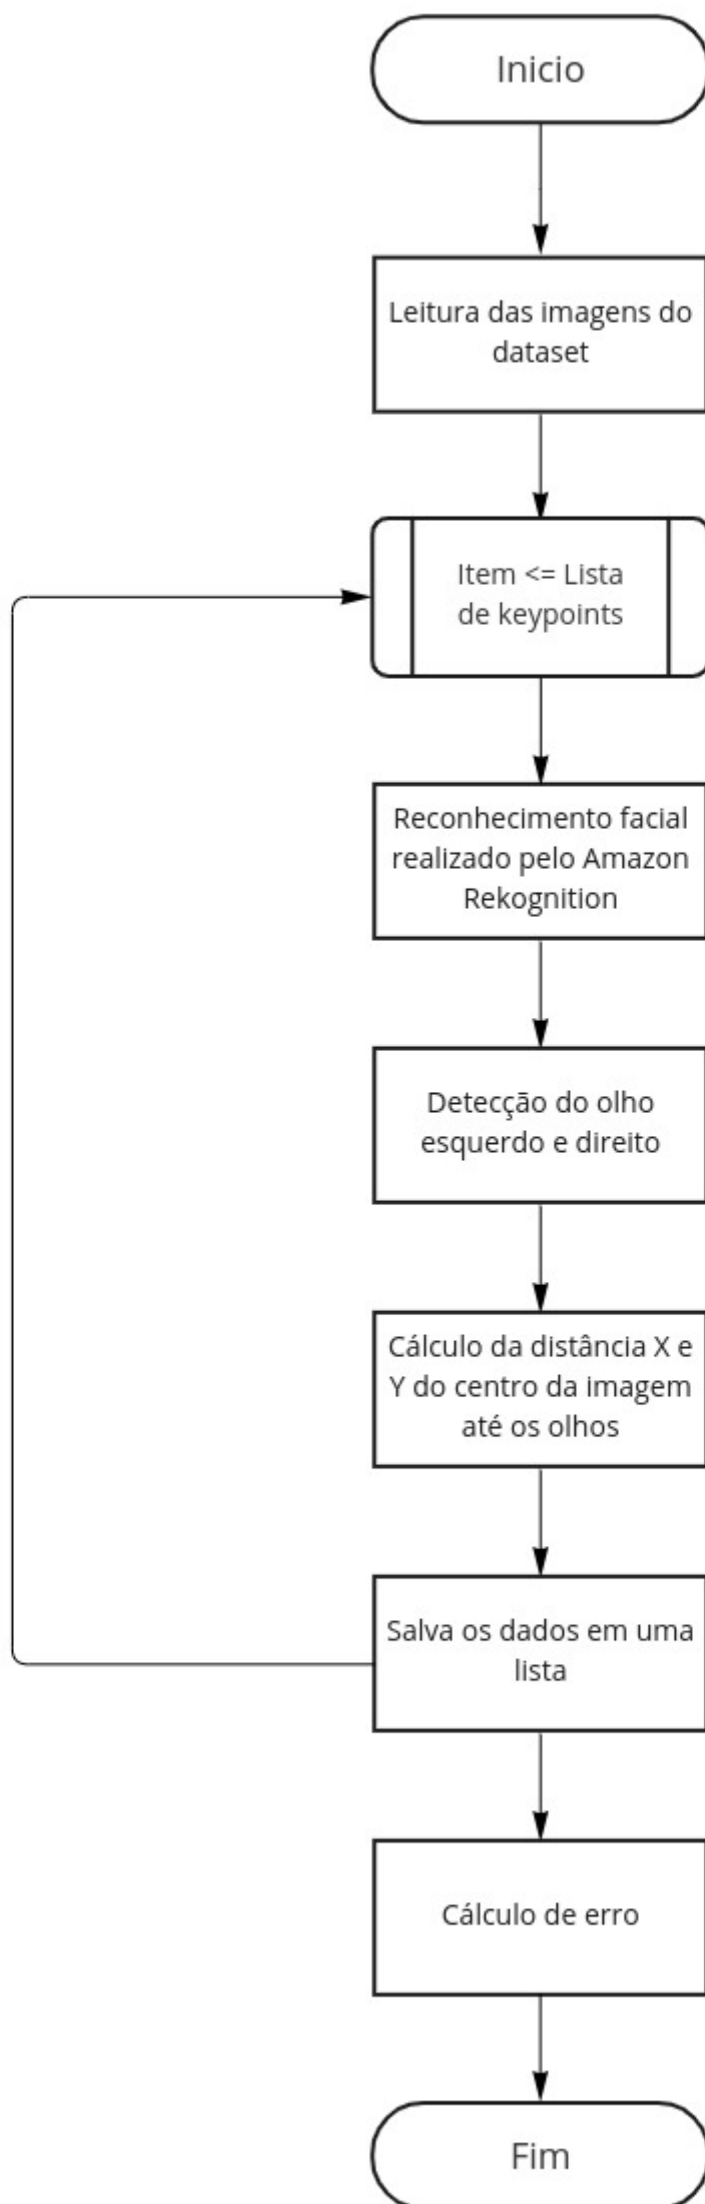 Inicio
Leitura das imagens do
dataset
Item <= Lista
de keypoints
Reconhecimento facial
realizado pelo Amazon
Rekognition
Detecção do olho
esquerdo e direito
Cálculo da distância X e
Y do centro da imagem
até os olhos
Salva os dados em uma
lista
Cálculo de erro
Fim